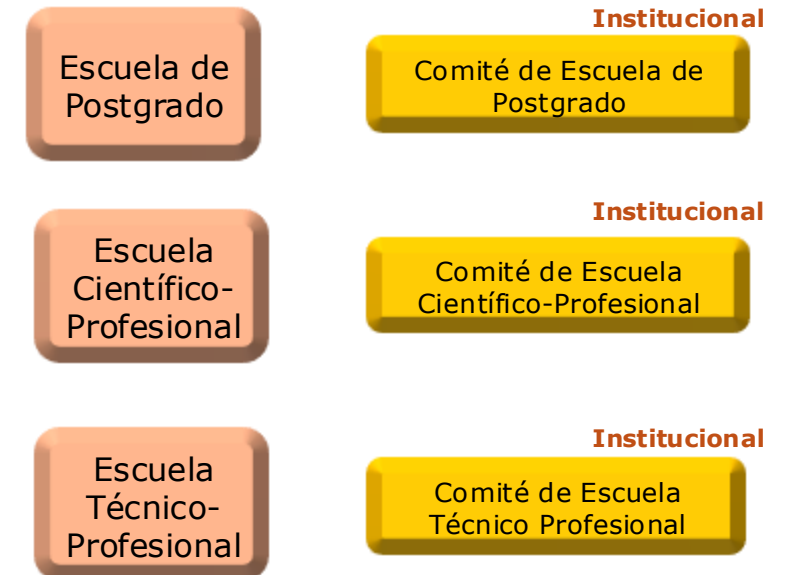 Institucional
Escuela de
Postgrado
Comité de Escuela de
Postgrado
Institucional
Escuela
Científico-
Profesional
Comité de Escuela
Científico-Profesional
Institucional
Escuela
Técnico-
Profesional
Comité de Escuela
Técnico Profesional